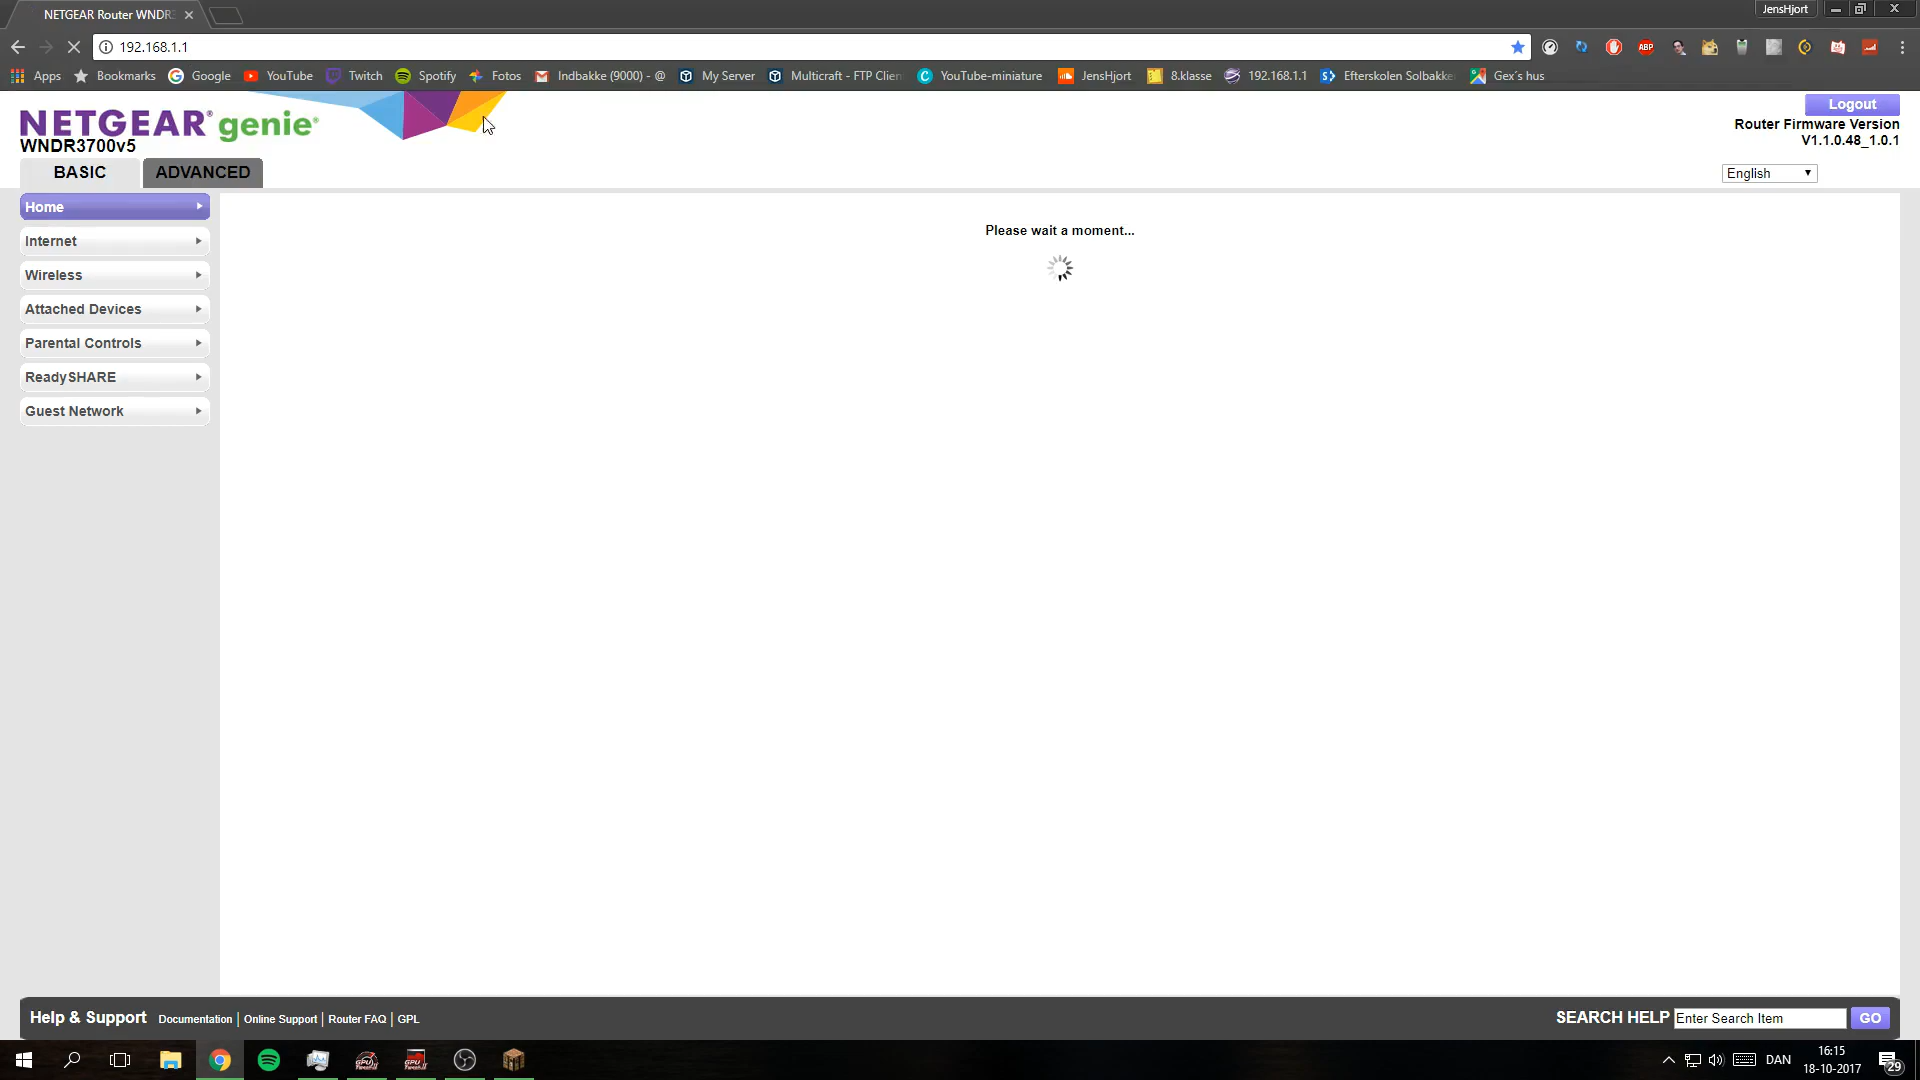 NETGEAR Router WNDR3
JensHjort
192.168.1.1
ABP
Apps
Bookmarks
Google
YouTube
Twitch
Spotify
Fotos
Indbakke (9000) - @
My Server
Multicraft - FTP Clien
YouTube-miniature
JensHjort
8.klasse
192.168.1.1
Efterskolen Solbakke
Gex's hus
NETGEAR® genie®
WNDR3700v5
Logout
Router Firmware Version
V1.1.0.48_1.0.1
BASIC
ADVANCED
English
Home
Internet
Wireless
Attached Devices
Parental Controls
ReadySHARE
Guest Network
Please wait a moment...
Help & Support
Documentation | Online Support | Router FAQ | GPL
SEARCH HELP
Enter Search Item
GO
DAN
16:15
18-10-2017
29